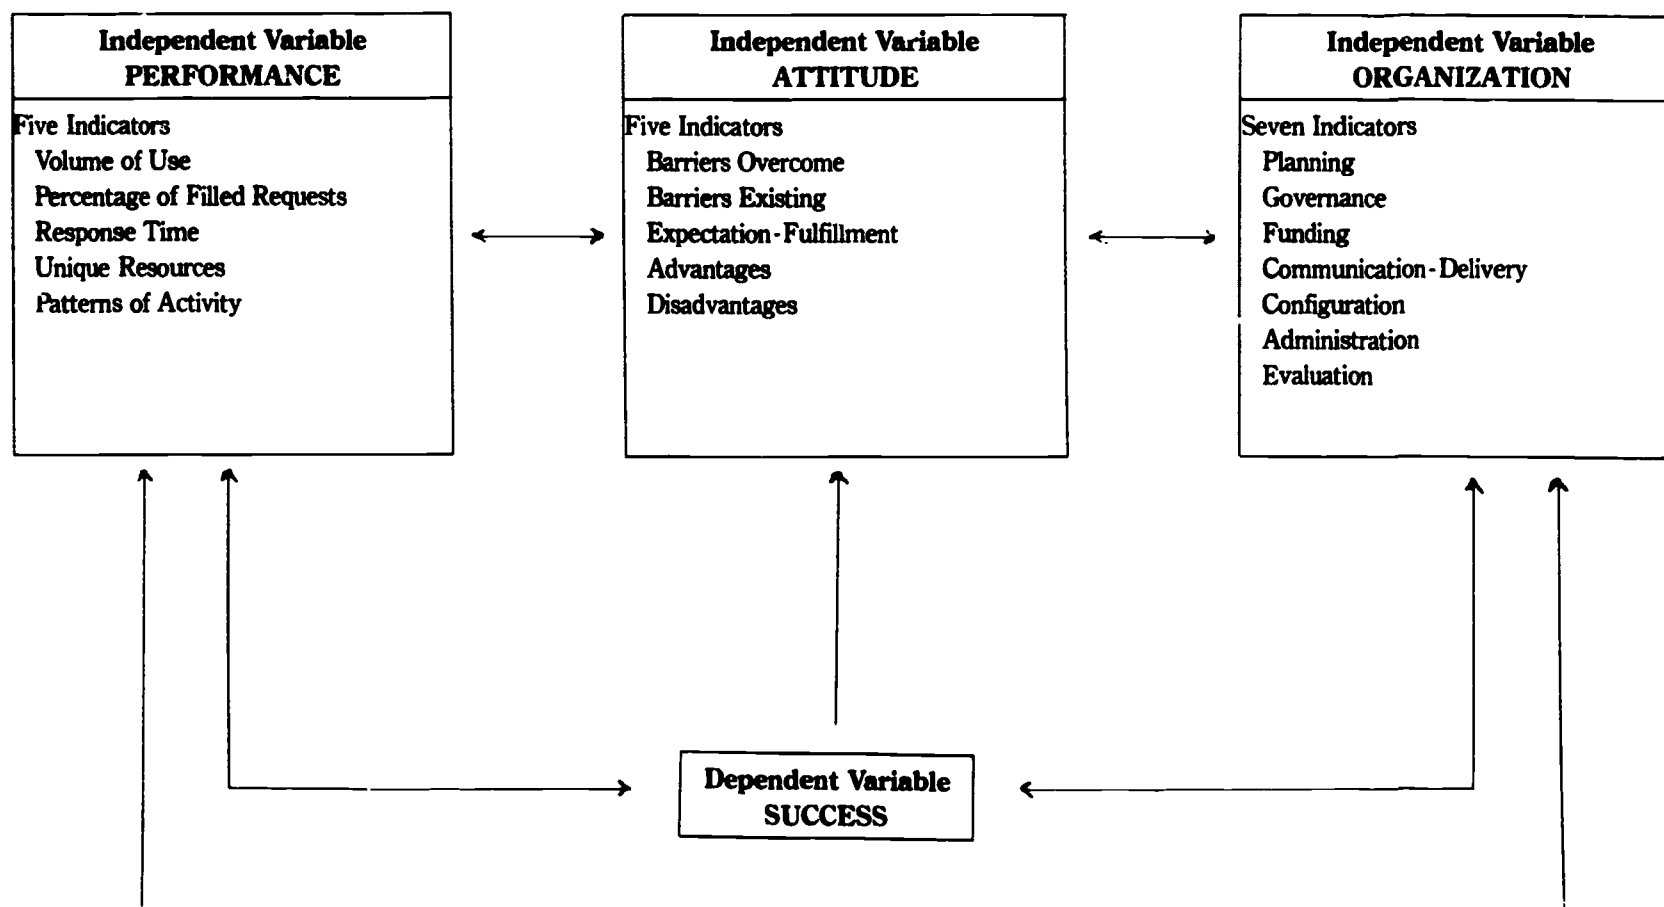 Independent Variable
PERFORMANCE
Five Indicators
Volume of Use
Percentage of Filled Requests
Response Time
Unique Resources
Patterns of Activity
Independent Variable
ATTITUDE
Five Indicators
Barriers Overcome
Barriers Existing
Expectation-Fulfillment
Advantages
Disadvantages
Independent Variable
ORGANIZATION
Seven Indicators
Planning
Governance
Funding
Communication-Delivery
Configuration
Administration
Evaluation
Dependent Variable
SUCCESS